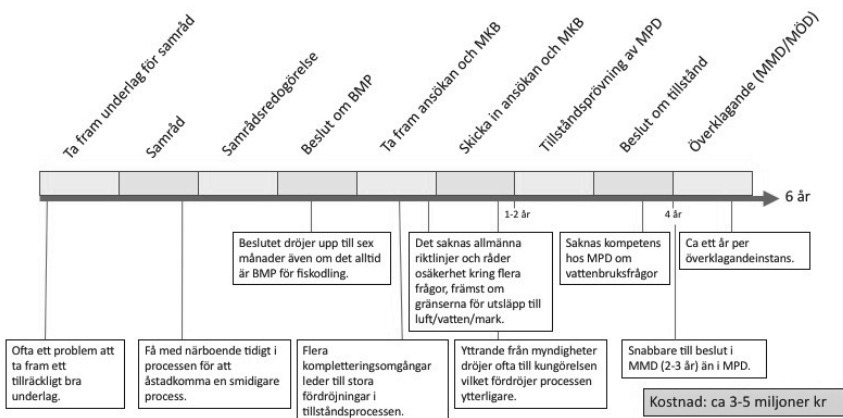 Ta fram underlag för samråd
Samråd
Samrådsredogörelse
Beslut om BMP
Ta fram ansökan och MKB
Skicka in ansökan och MKB
Tillståndsprövning av MPD
Beslut om tillstånd
Överklagande (MMD/MÖD)
6 år
1-2 år
4 år
Beslutet dröjer upp till sex
månader även om det alltid
är BMP för fiskodling.
Det saknas allmänna
riktlinjer och råder
osäkerhet kring flera
frågor, främst om
gränserna för utsläpp till
luft/vatten/mark.
Saknas kompetens
hos MPD om
vattenbruksfrågor
Ca ett år per
överklagandeinstans.
Ofta ett problem att
ta fram ett
tillräckligt bra
underlag.
Få med närboende tidigt i
processen för att
åstadkomma en smidigare
process.
Flera
kompletteringsomgångar
leder till stora
fördröjningar i
tillståndsprocessen.
Yttrande från myndigheter
dröjer ofta till kungörelsen
vilket fördröjer processen
ytterligare.
Snabbare till beslut i
MMD (2-3 år) än i MPD.
Kostnad: ca 3-5 miljoner kr